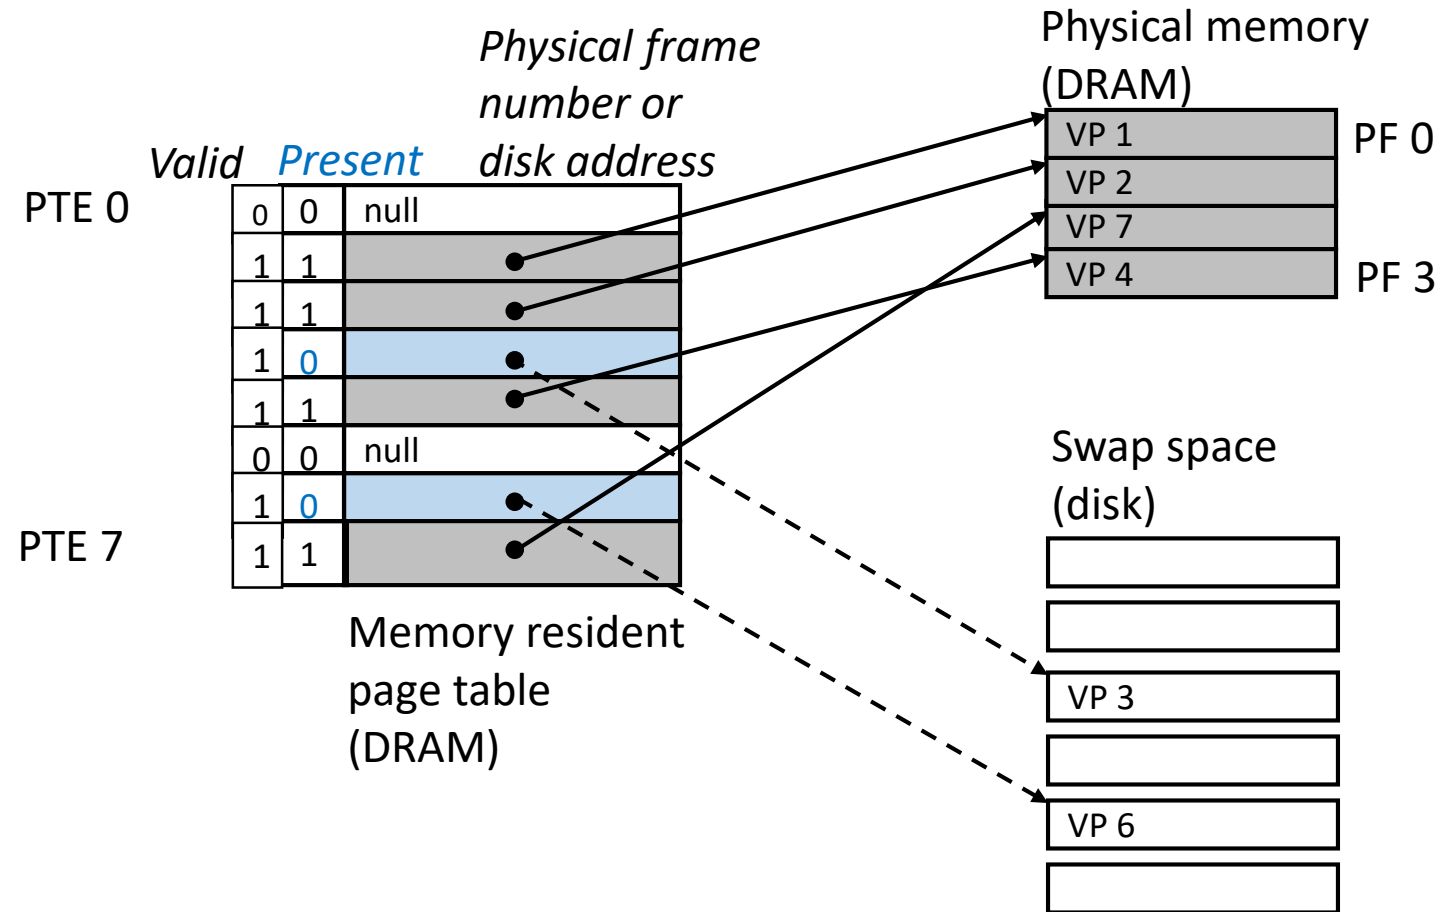 Physical frame
number or
disk address
Valid Present
PTE 0
0 0 null
1 1
1 1
1 0
1 1
0 0 null
1 0
PTE 7
1 1
Memory resident
page table
(DRAM)
Physical memory
(DRAM)
VP 1 PF 0
VP 2
VP 7
VP 4 PF 3
Swap space
(disk)
VP 3
VP 6